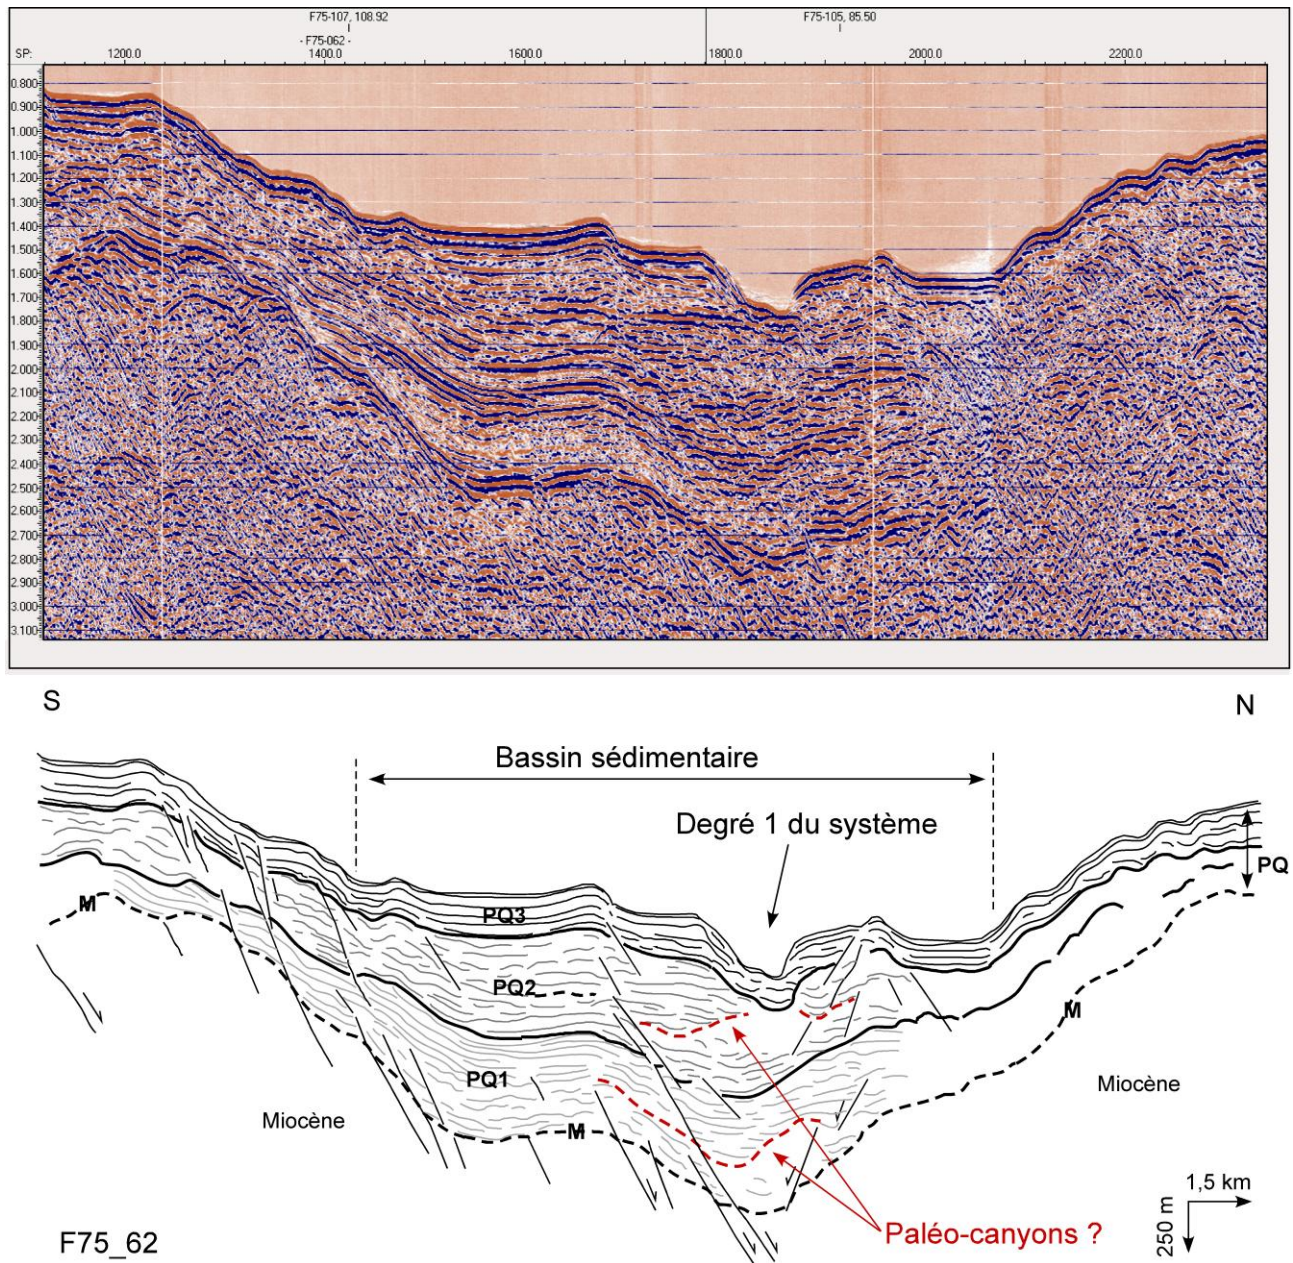 F75-107, 108.92 F75-105, 85.50
- F75-062 -
SP: 1200.0 1400.0 1600.0 1800.0 2000.0 2200.0
0.800
0.900
1.000
1.100
1.200
1.300
1.400
1.500
1.600
1.700
1.800
1.900
2.000
2.100
2.200
2.300
2.400
2.500
2.600
2.700
2.800
2.900
3.000
3.100
S N
Bassin sédimentaire
Degré 1 du système
PQ
M PQ3
PQ2
M
PQ1
Miocène
Miocène
M
1,5 km
250 m
Paléo-canyons ?
F75_62